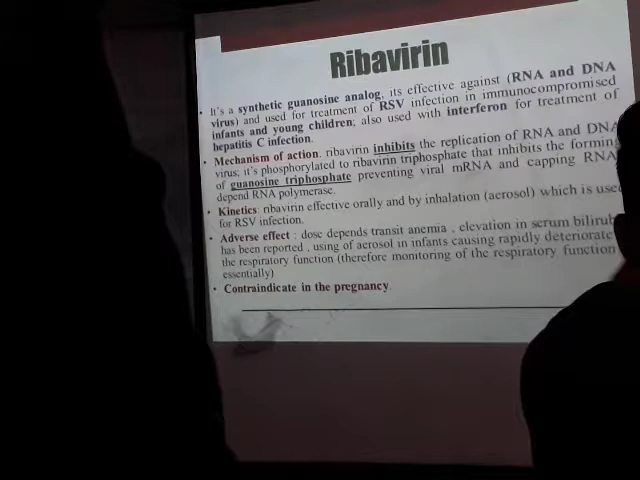 Ribavirin
• It's a synthetic guanosine analog, its effective against (RNA and DNA
virus) and used for treatment of RSV infection in immunocompromised
infants and young children; also used with interferon for treatment of
hepatitis C infection.
• Mechanism of action. ribavirin inhibits the replication of RNA and DNA
virus; it's phosphorylated to ribavirin triphosphate that inhibits the forming
of guanosine triphosphate preventing viral mRNA and capping RNA
depend RNA polymerase.
• Kinetics: ribavirin effective orally and by inhalation (aerosol) which is used
for RSV infection.
• Adverse effect : dose depends transit anemia , elevation in serum bilirub
has been reported , using of aerosol in infants causing rapidly deteriorate
the respiratory function (therefore monitoring of the respiratory function
essentially)
• Contraindicate in the pregnancy.